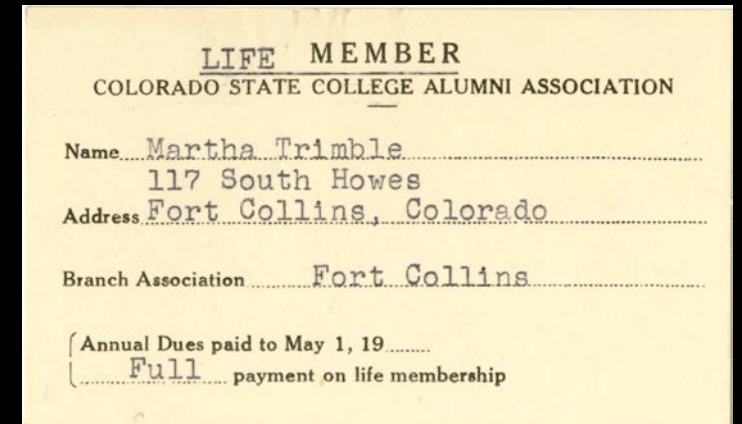 LIFE MEMBER
COLORADO STATE COLLEGE ALUMNI ASSOCIATION
Name Martha Trimble
117 South Howes
Address Fort Collins, Colorado
Branch Association Fort Collins
Annual Dues paid to May 1, 19
Full payment on life membership